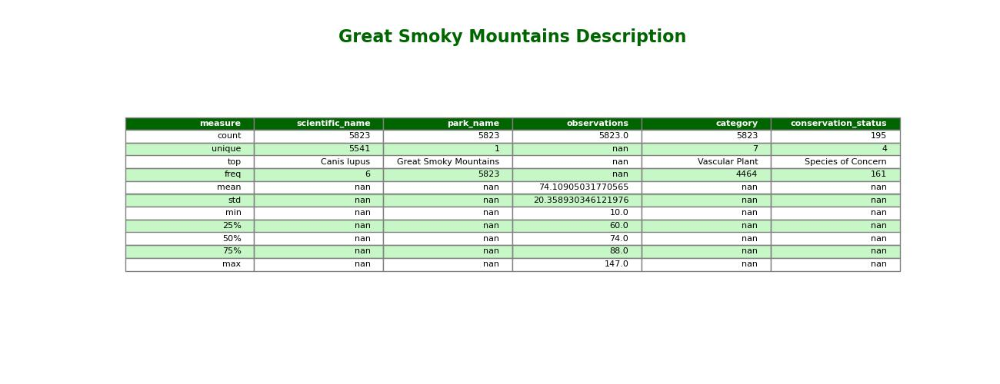 Great Smoky Mountains Description
measure scientific_name park_name observations category conservation_status
count 5823 5823 5823.0 5823 195
unique 5541 1 nan 7 4
top Canis lupus Great Smoky Mountains nan Vascular Plant Species of Concern
freq 6 5823 nan 4464 161
mean nan nan 74.10905031770565 nan nan
std nan nan 20.358930346121976 nan nan
min nan nan 10.0 nan nan
25% nan nan 60.0 nan nan
50% nan nan 74.0 nan nan
75% nan nan 88.0 nan nan
max nan nan 147.0 nan nan